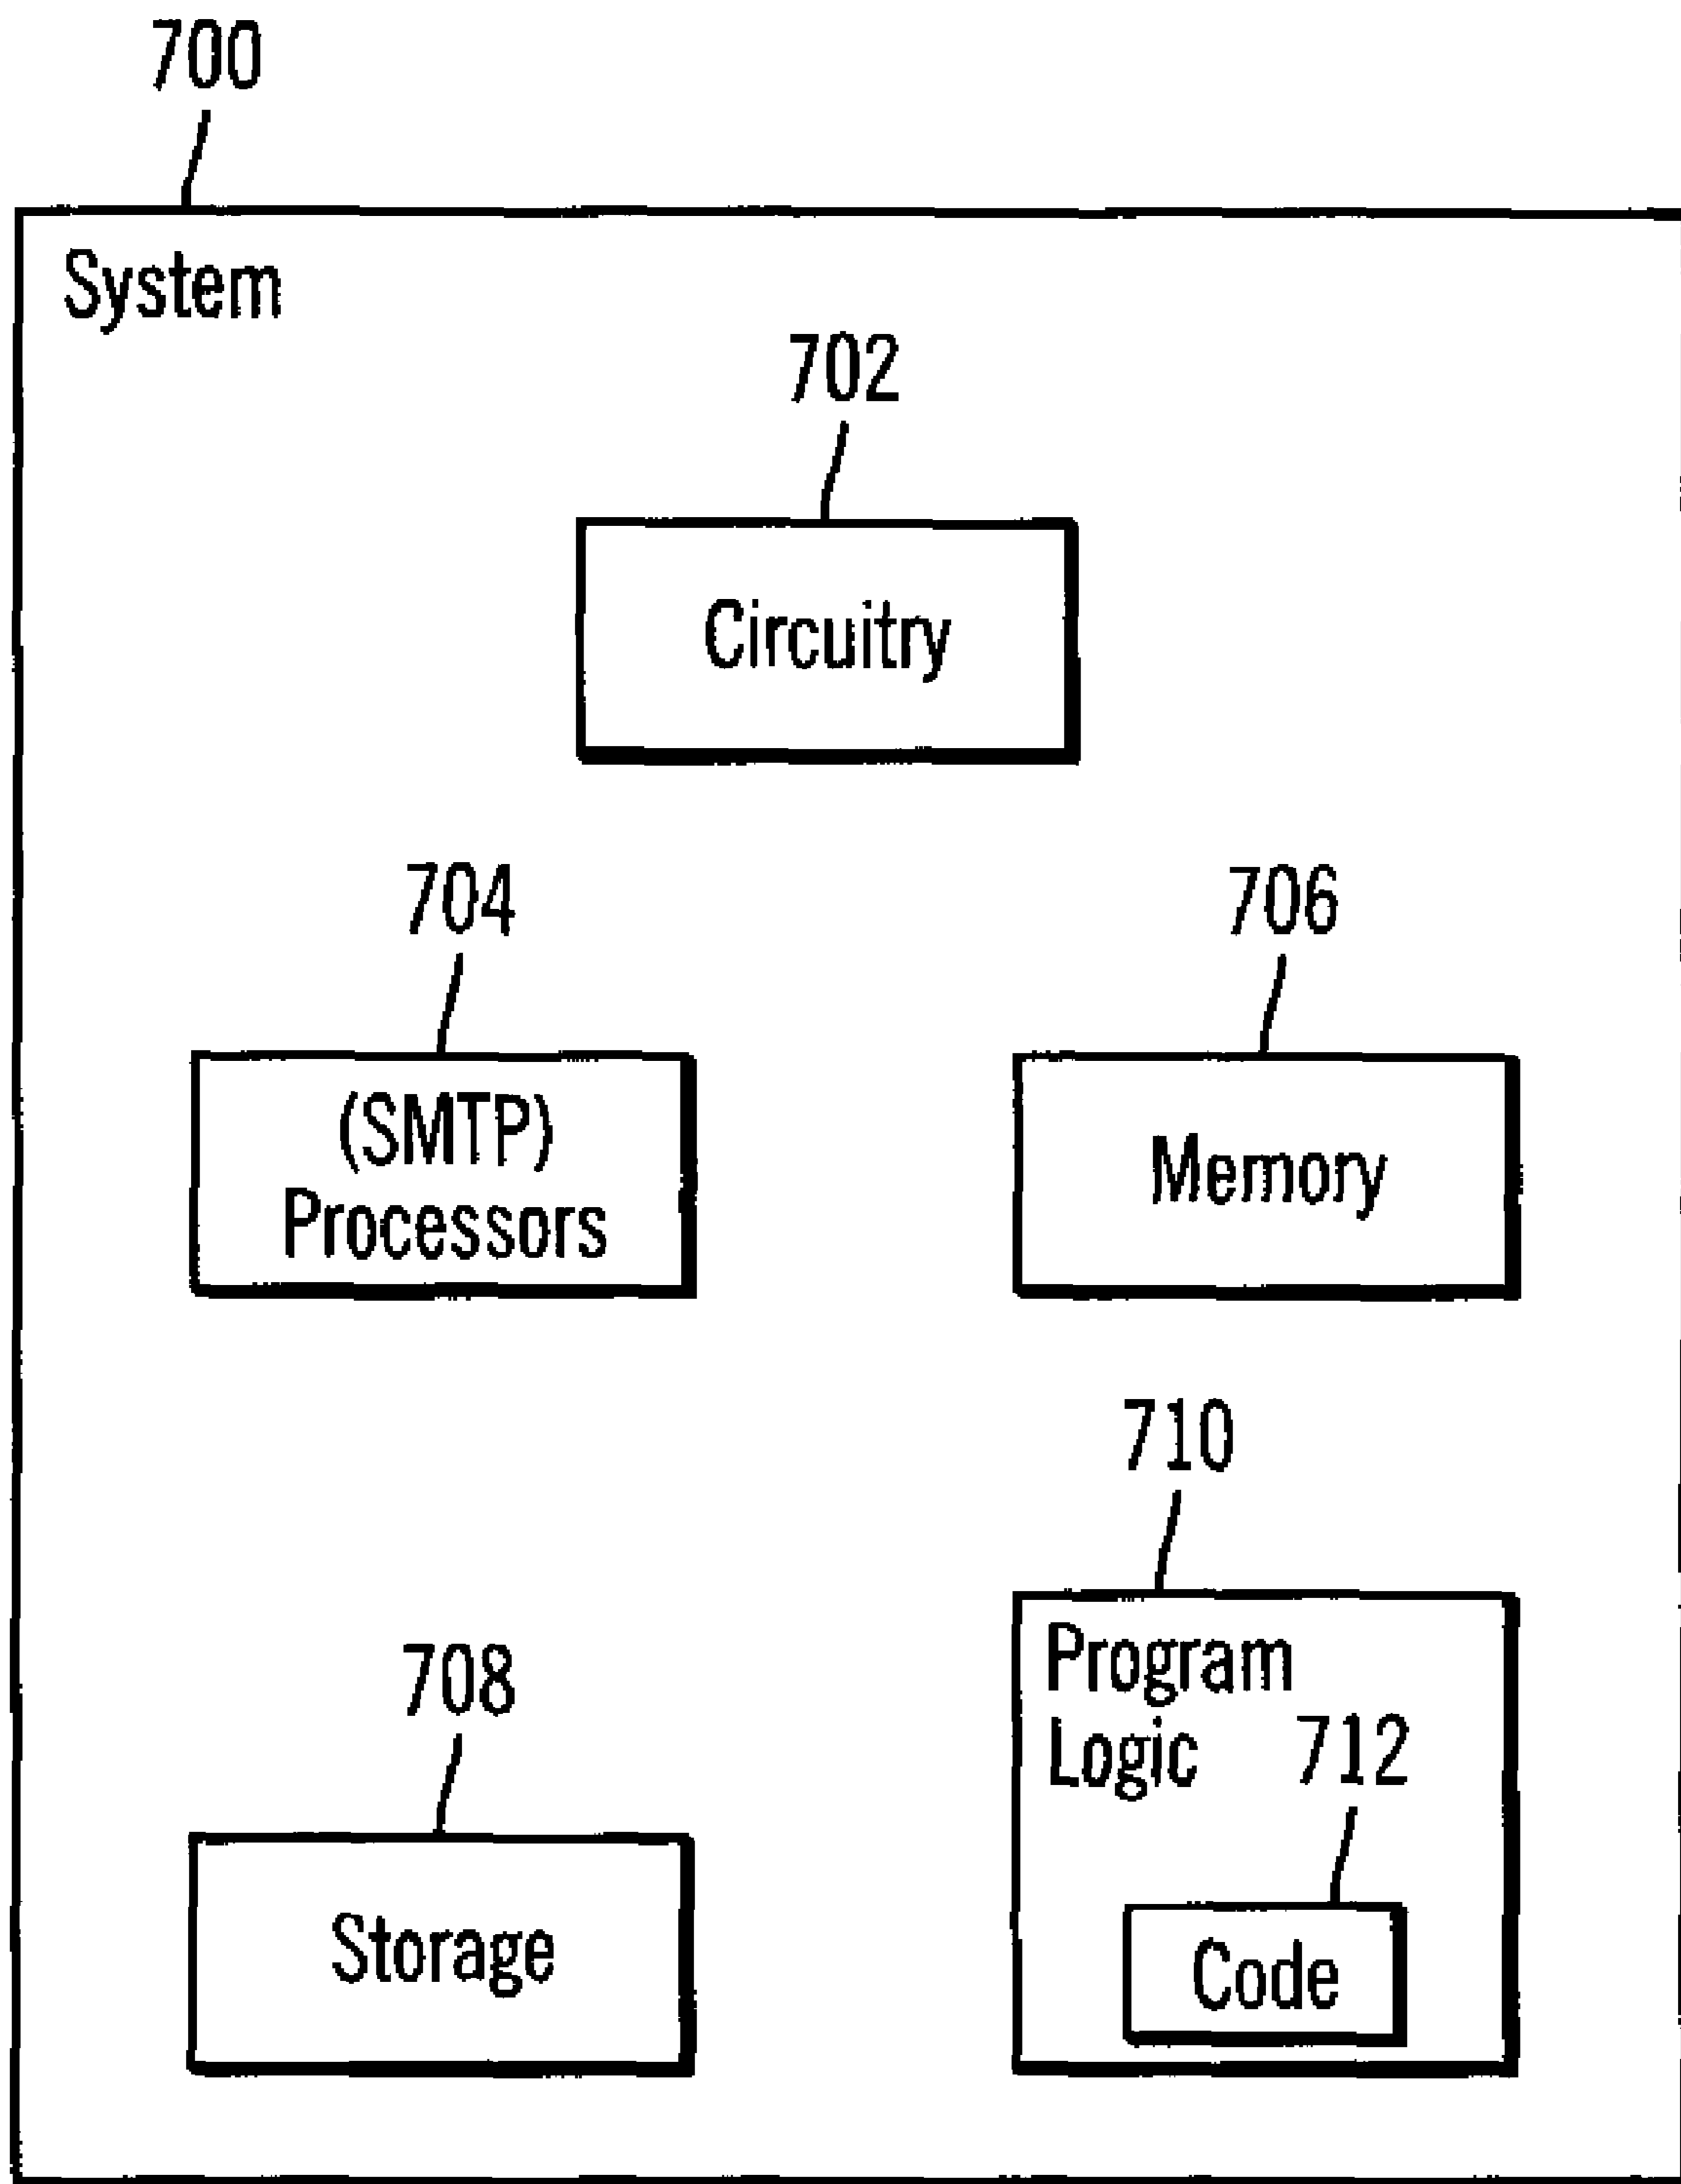 700
System
702
Circuitry
704
706
(SMTP)
Processors
Memory
710
Program
Logic
712
708
Storage
Code